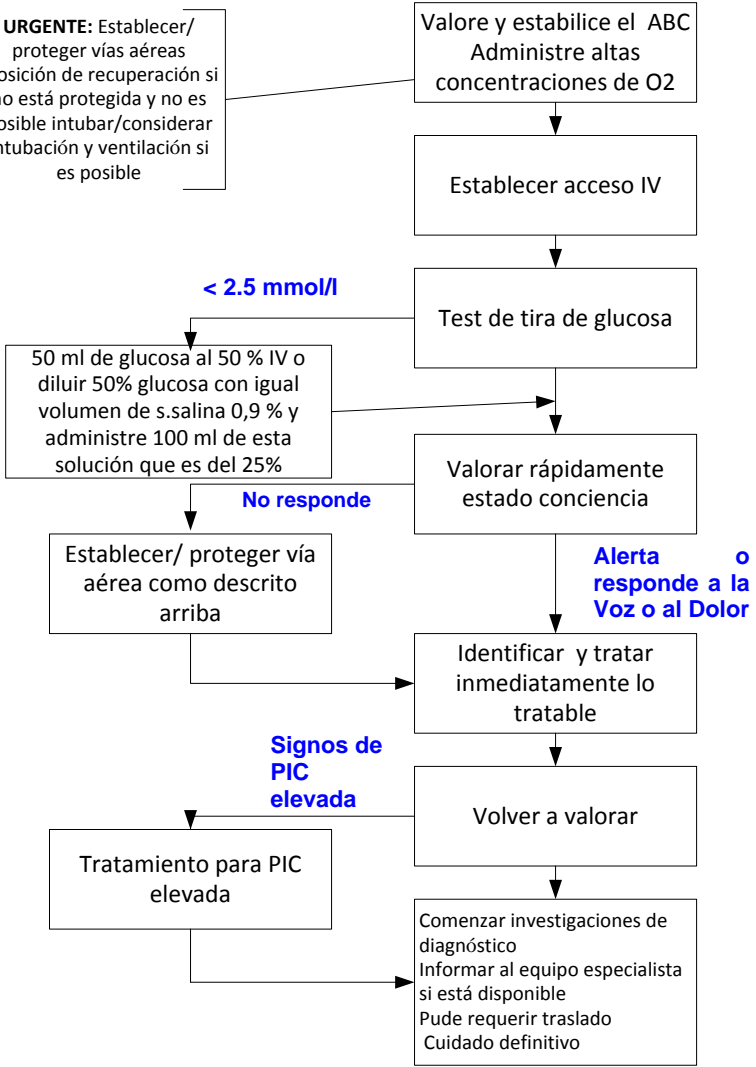 URGENTE: Establecer/
proteger vías aéreas
osición de recuperación si
no está protegida y no es
osible intubar/considerar
ntubación y ventilación si
es posible
Valore y estabilice el ABC
Administre altas
concentraciones de O2
Establecer acceso IV
< 2.5 mmol/l
Test de tira de glucosa
50 ml de glucosa al 50 % IV o
diluir 50% glucosa con igual
volumen de s.salina 0,9 % y
administre 100 ml de esta
solución que es del 25%
Valorar rápidamente
estado conciencia
No responde
Establecer/ proteger vía
aérea como descrito
arriba
Alerta o
responde a la
Voz o al Dolor
Identificar y tratar
inmediatamente lo
tratable
Signos de
PIC
elevada
Volver a valorar
Tratamiento para PIC
elevada
Comenzar investigaciones de
diagnóstico
Informar al equipo especialista
si está disponible
Pude requerir traslado
Cuidado definitivo